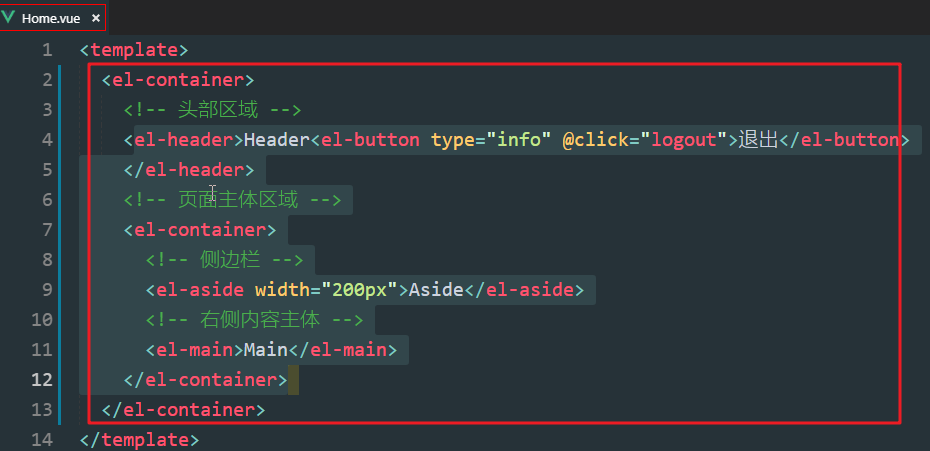 Home.vue ×
1 <template>
2 <el-container>
3 <!-- 头部区域 -->
4 <el-header>Header<el-button type="info" @click="logout">退出</el-button>
5 </el-header>
6 <!-- 页面主体区域 -->
7 <el-container>
8 <!-- 侧边栏 -->
9 <el-aside width="200px">Aside</el-aside>
10 <!-- 右侧内容主体 -->
11 <el-main>Main</el-main>
12 </el-container>
13 </el-container>
14 </template>